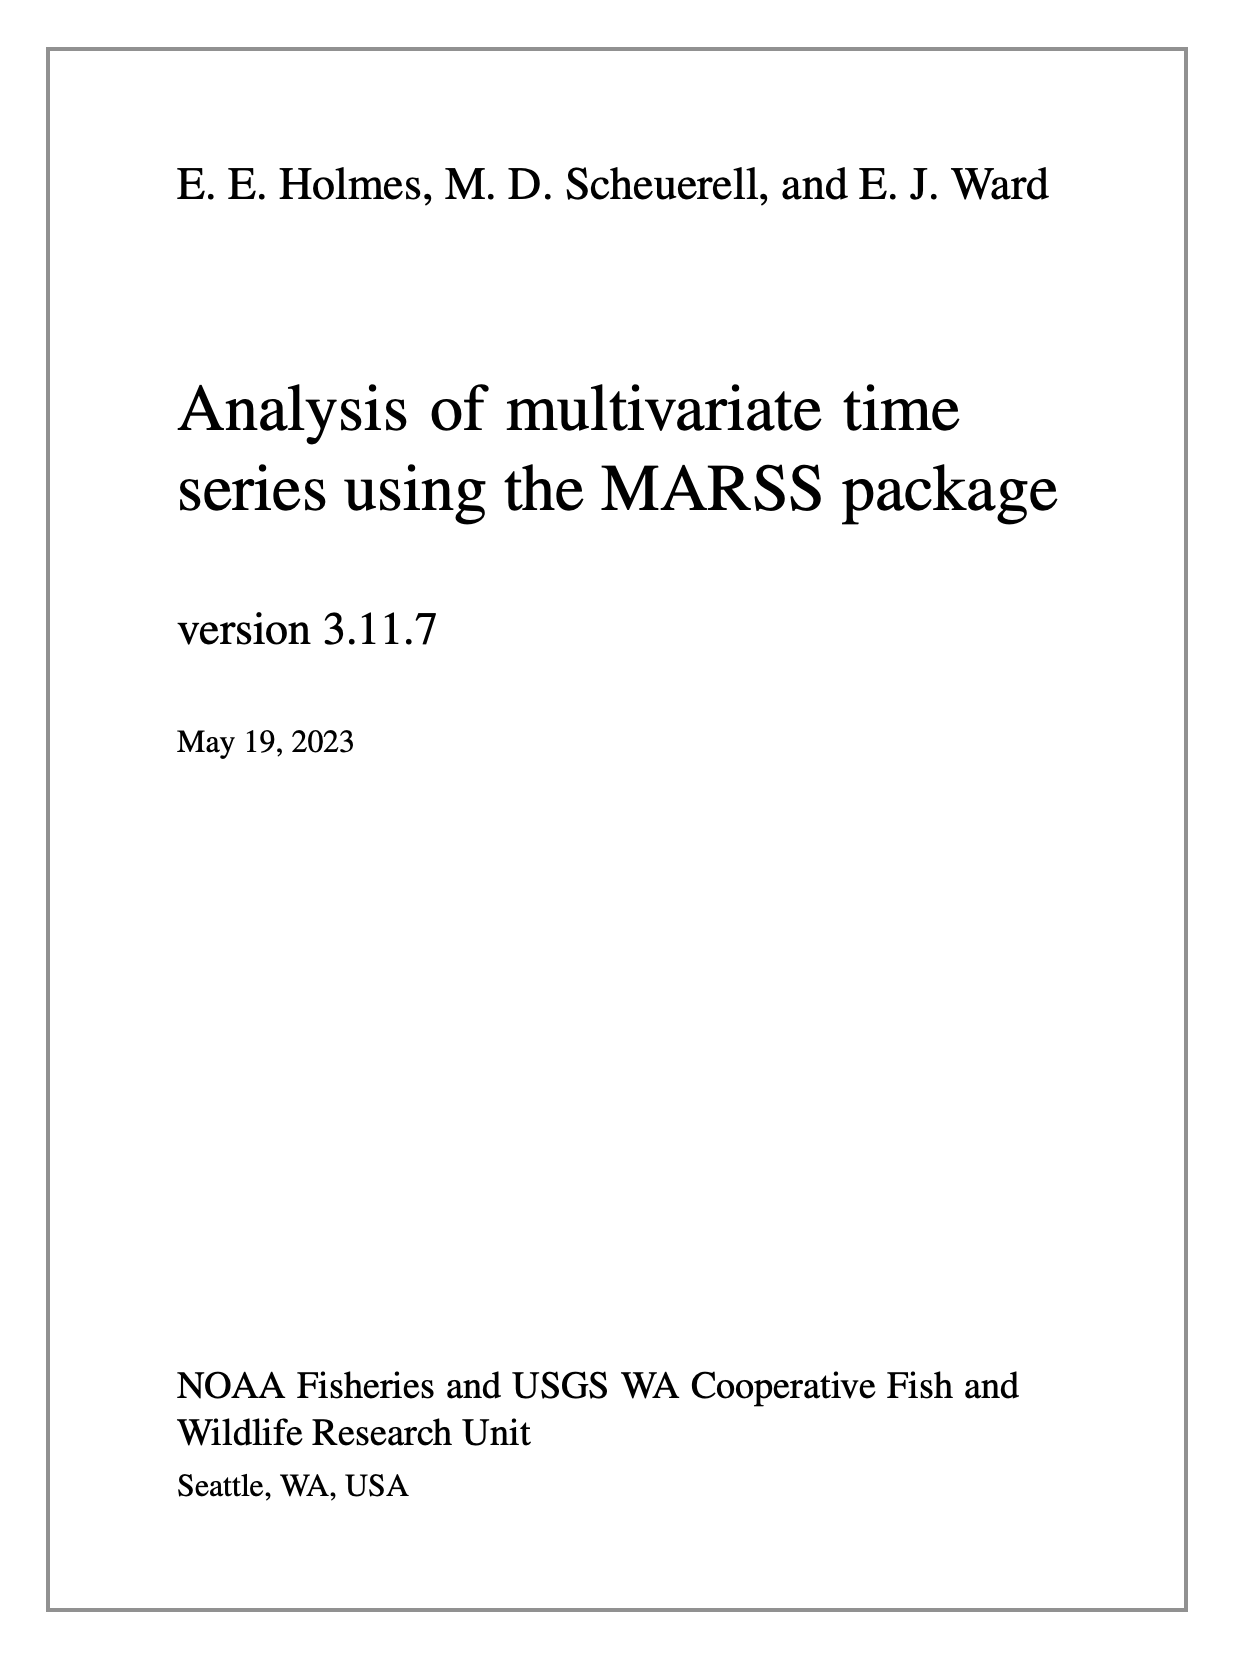 E. E. Holmes, M. D. Scheuerell, and E. J. Ward
Analysis of multivariate time
series using the MARSS package
version 3.11.7
May 19, 2023
NOAA Fisheries and USGS WA Cooperative Fish and
Wildlife Research Unit
Seattle, WA, USA